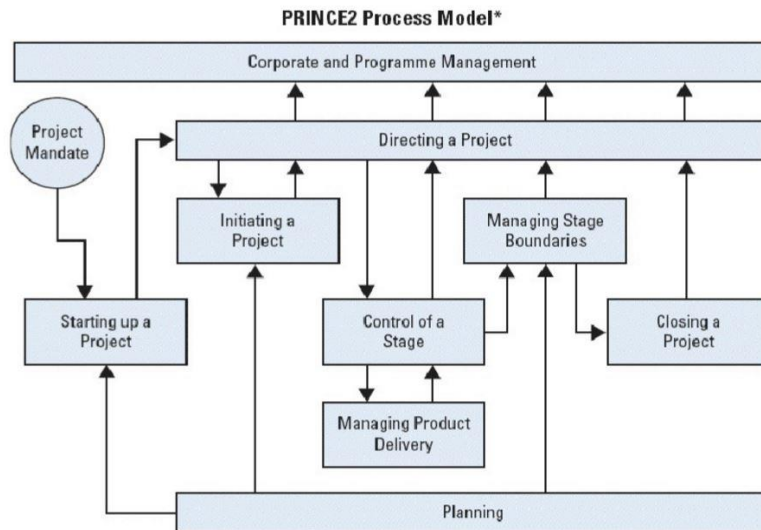 PRINCE2 Process Model*
Corporate and Programme Management
Project
Mandate
Directing a Project
Initiating a
Project
Managing Stage
Boundaries
Starting up a
Project
Control of a
Stage
Closing a
Project
Managing Product
Delivery
Planning